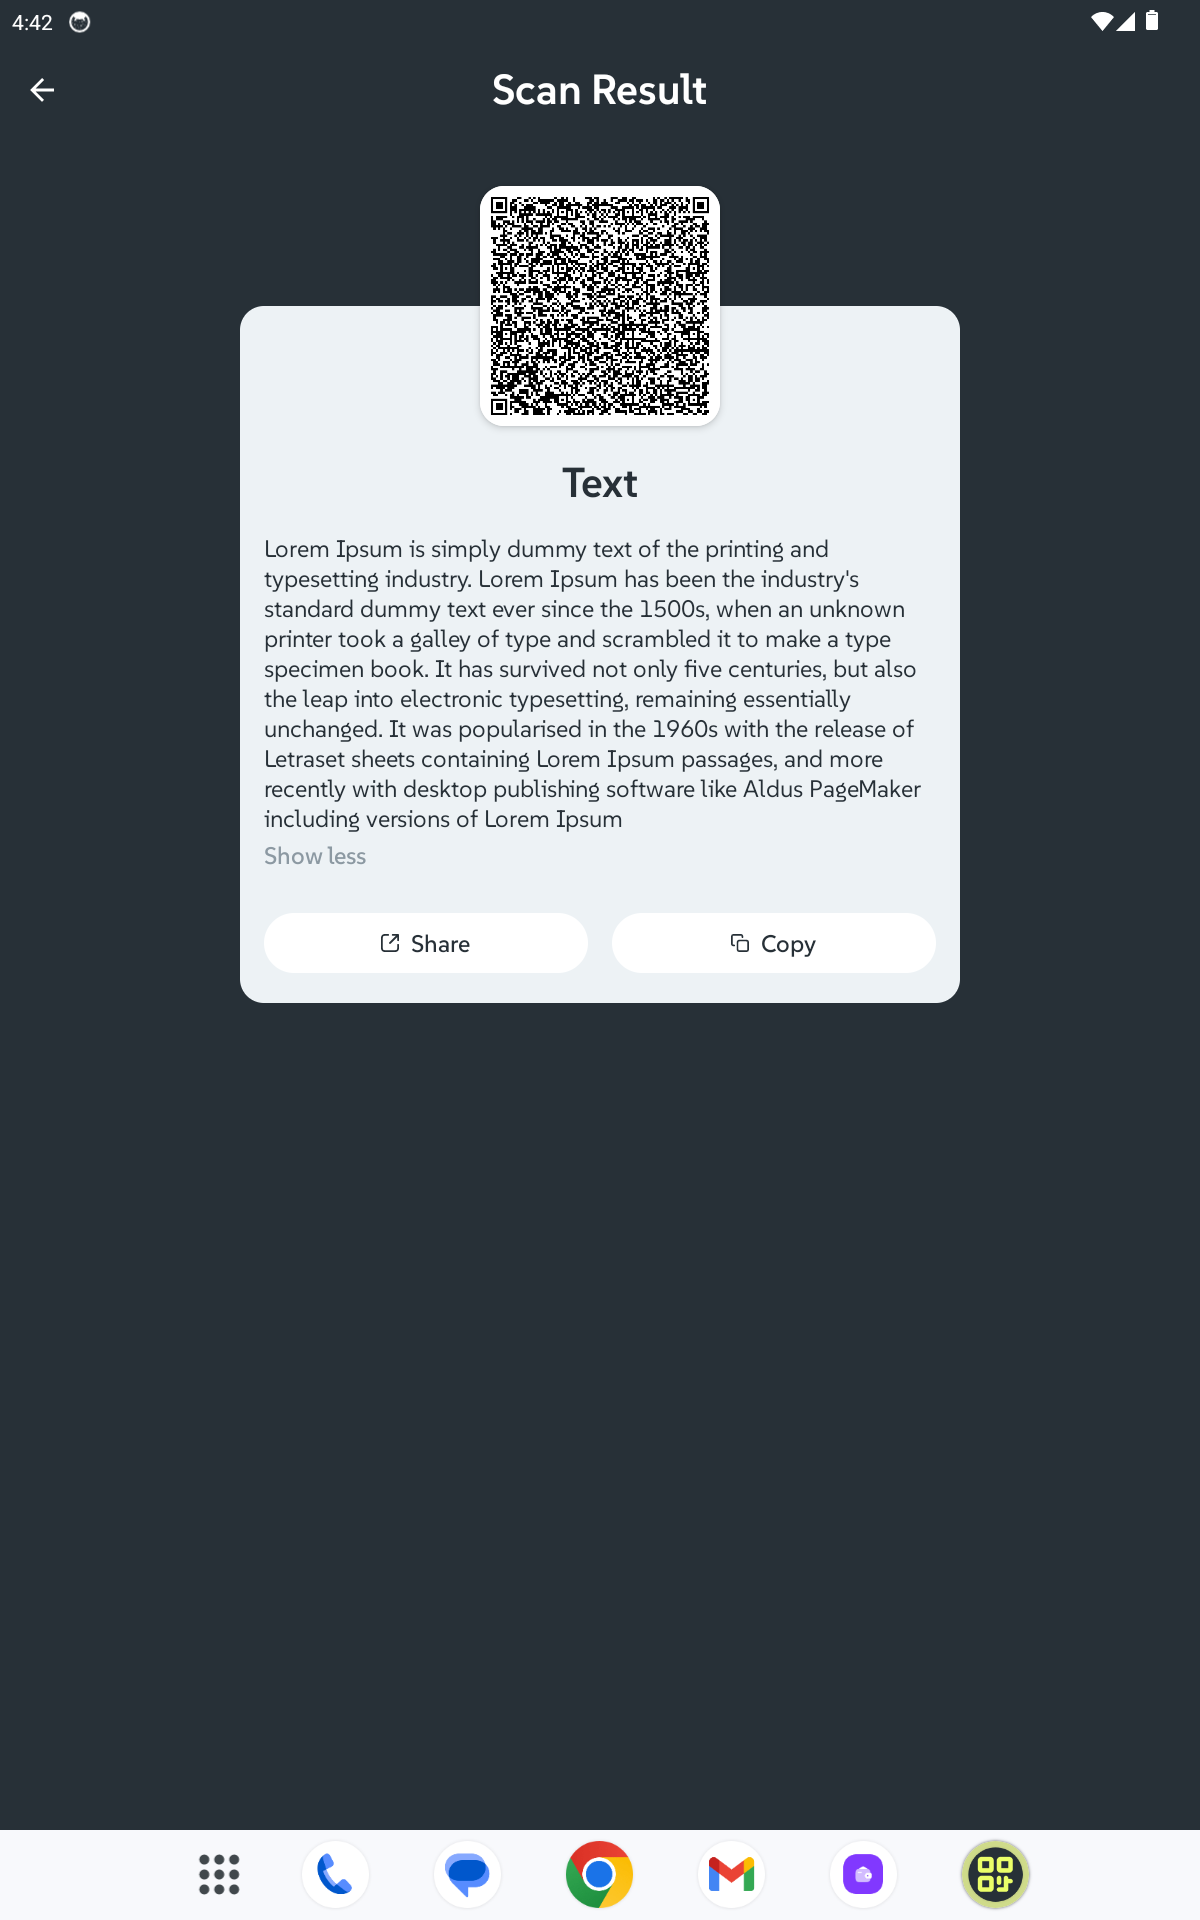 4:42
Scan Result
Text
Lorem Ipsum is simply dummy text of the printing and
typesetting industry. Lorem Ipsum has been the industry's
standard dummy text ever since the 1500s, when an unknown
printer took a galley of type and scrambled it to make a type
specimen book. It has survived not only five centuries, but also
the leap into electronic typesetting, remaining essentially
unchanged. It was popularised in the 1960s with the release of
Letraset sheets containing Lorem Ipsum passages, and more
recently with desktop publishing software like Aldus PageMaker
including versions of Lorem Ipsum
Show less
Share
Copy